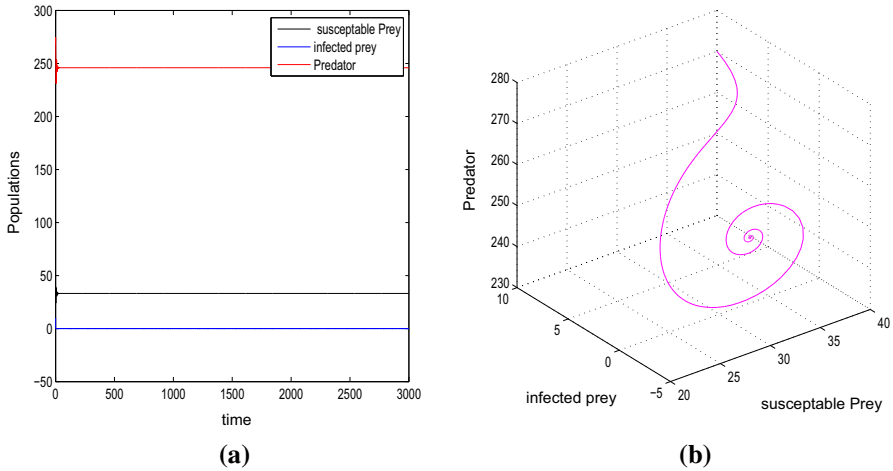 300
250
200
150
100
50
0
−50
Populations
0 500 1000 1500 2000 2500 3000
time
susceptable Prey
infected prey
Predator
(a)
280
270
260
250
240
230
Predator
10
5
0
−5
infected prey
20
25
30
35
40
susceptable Prey
(b)